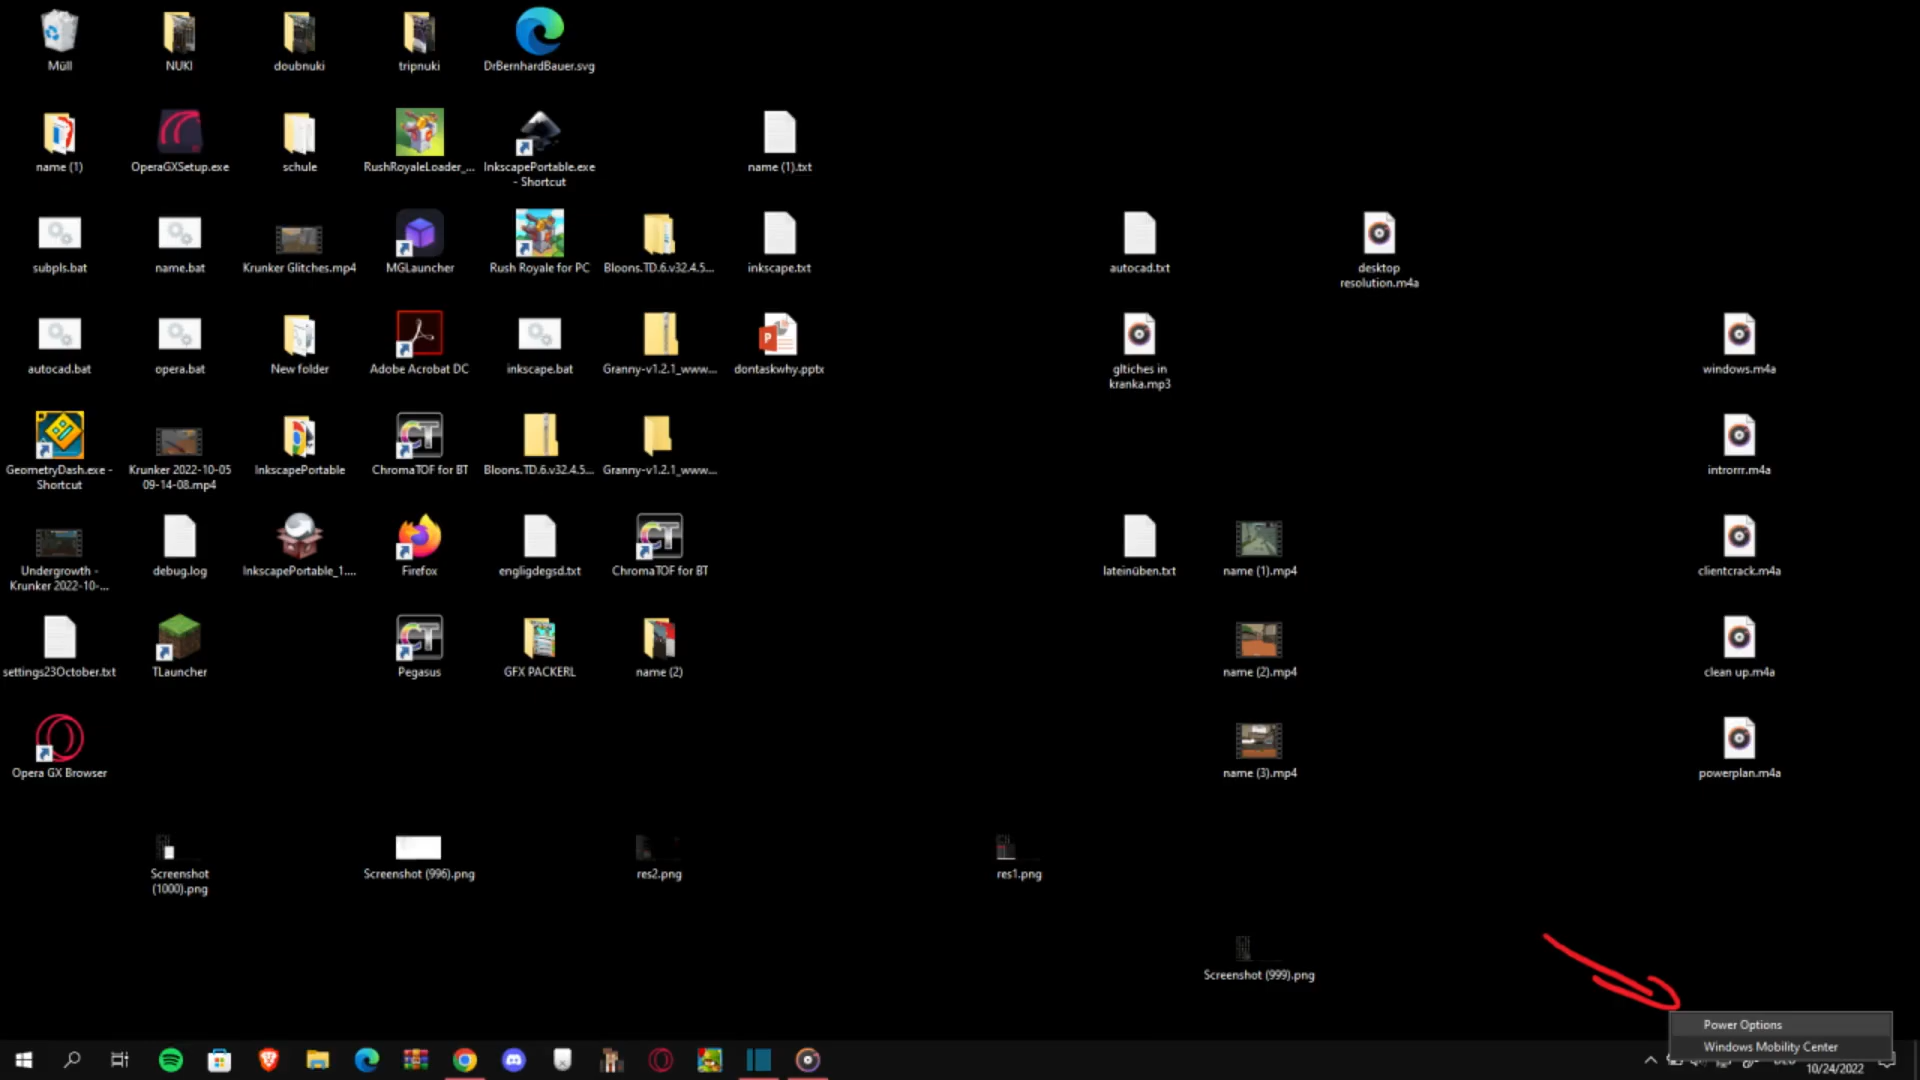 Müll
NUKI
doubnuki
tripnuki
DrBernhardBauer.svg
name (1)
OperaGXSetup.exe
schule
RushRoyaleLoader_...
InkscapePortable.exe
- Shortcut
name (1).txt
subpls.bat
name.bat
Krunker Glitches.mp4
MGLauncher
Rush Royale for PC
Bloons.TD.6.v32.4.5...
inkscape.txt
autocad.txt
desktop
resolution.m4a
autocad.bat
opera.bat
New folder
Adobe Acrobat DC
inkscape.bat
Granny-v1.2.1_www...
dontaskwhy.pptx
gltiches in
kranka.mp3
windows.m4a
GeometryDash.exe -
Shortcut
Krunker 2022-10-05
09-14-08.mp4
InkscapePortable
ChromaTOF for BT
Bloons.TD.6.v32.4.5...
Granny-v1.2.1_www...
introrrr.m4a
Undergrowth -
Krunker 2022-10-...
debug.log
InkscapePortable_1....
Firefox
engligdegsd.txt
ChromaTOF for BT
lateinüben.txt
name (1).mp4
clientcrack.m4a
settings23October.txt
TLauncher
Pegasus
GFX PACKERL
name (2)
name (2).mp4
clean up.m4a
Opera GX Browser
name (3).mp4
powerplan.m4a
Screenshot
(1000).png
Screenshot (996).png
res2.png
res1.png
Screenshot (999).png
Power Options
Windows Mobility Center
10/24/2022